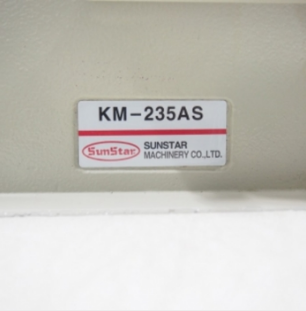 KM-235AS
SunStar
SUNSTAR
MACHINERY CO.,LTD.